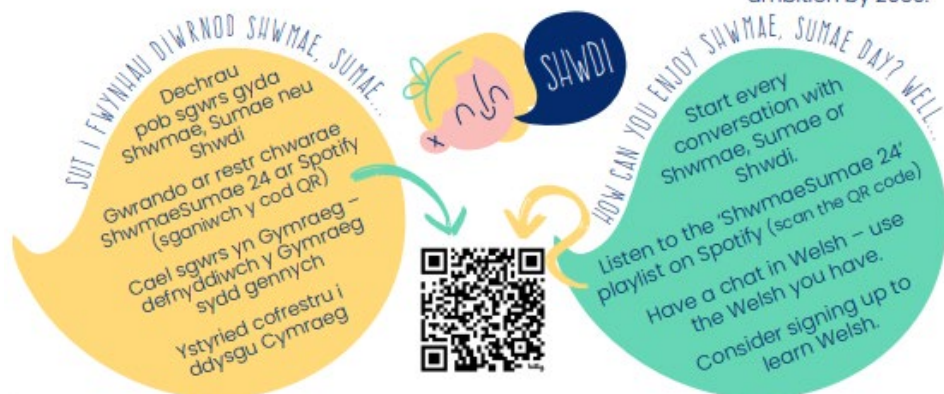 ambition by 2050.
SUT I FWYNHAU DIWRNOD SHWMAE, SUMAE...
Dechrau
pob sgwrs gyda
Shwmae, Sumae neu
Shwdi
Gwrando ar restr chwarae
ShwmaeSumae 24 ar Spotify
(sganiwch y cod QR)
Cael sgwrs yn Gymraeg –
defnyddiwch y Gymraeg
sydd gennych
Ystyried cofrestru i
ddysgu Cymraeg
SHWDI
HOW CAN YOU ENJOY SHWMAE, SUMAE DAY? WELL...
Start every
conversation with
Shwmae, Sumae or
Shwdi.
Listen to the 'ShwmaeSumae 24'
playlist on Spotify (scan the QR code)
Have a chat in Welsh – use
the Welsh you have.
Consider signing up to
learn Welsh.